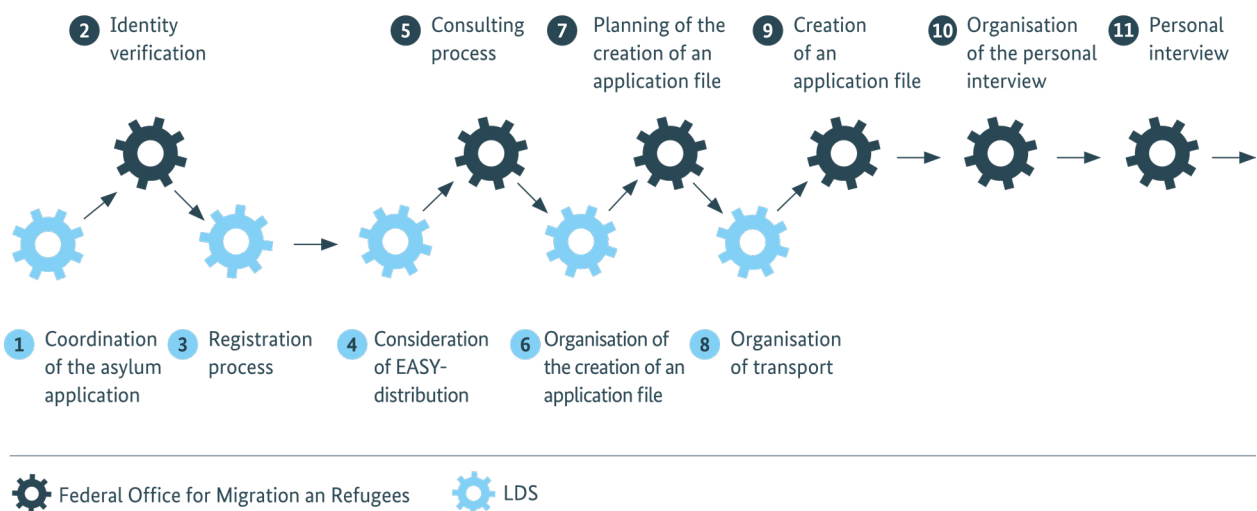 2 Identity
verification
5 Consulting
process
7 Planning of the
creation of an
application file
9 Creation
of an
application file
10 Organisation
of the personal
interview
11 Personal
interview
1 Coordination
of the asylum
application
3 Registration
process
4 Consideration
of EASY-
distribution
6 Organisation of
the creation of an
application file
8 Organisation
of transport
Federal Office for Migration an Refugees
LDS